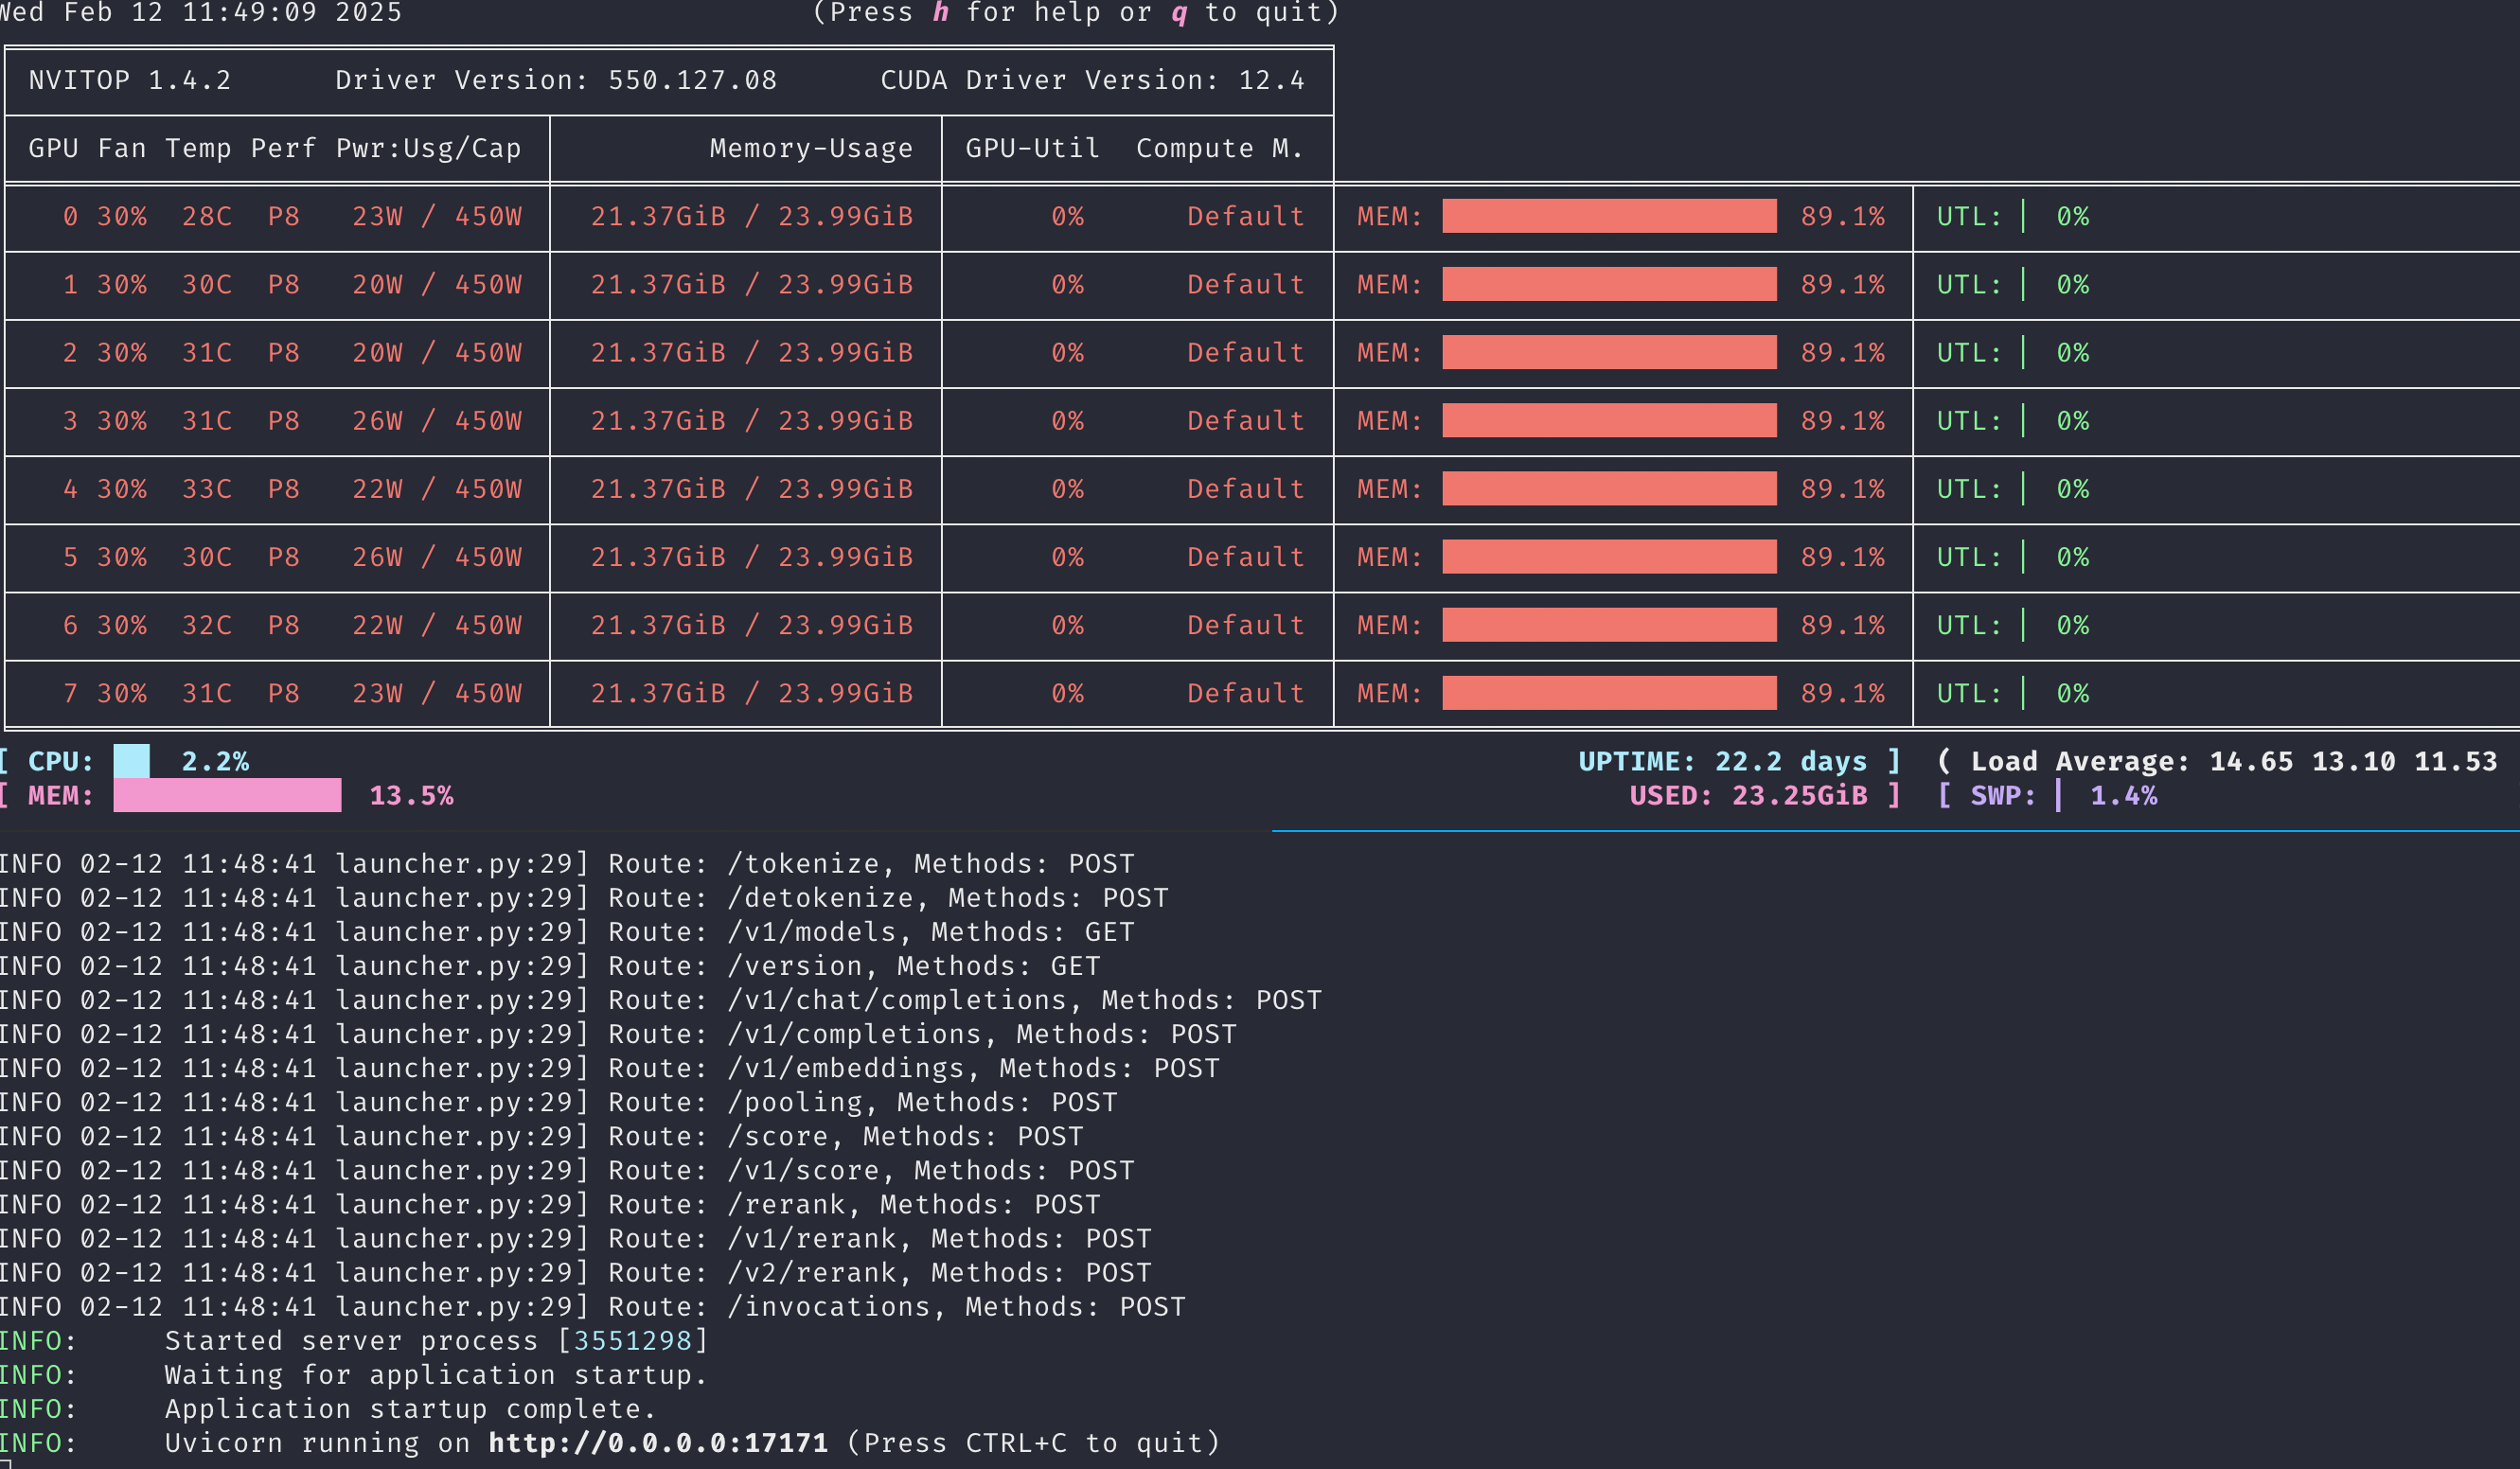 Wed Feb 12 11:49:09 2025 (Press h for help or q to quit)
NVITOP 1.4.2 Driver Version: 550.127.08 CUDA Driver Version: 12.4
GPU Fan Temp Perf Pwr:Usg/Cap Memory-Usage GPU-Util Compute M.
0 30% 28C P8 23W / 450W 21.37GiB / 23.99GiB 0% Default MEM: 89.1% UTL: 0%
1 30% 30C P8 20W / 450W 21.37GiB / 23.99GiB 0% Default MEM: 89.1% UTL: 0%
2 30% 31C P8 20W / 450W 21.37GiB / 23.99GiB 0% Default MEM: 89.1% UTL: 0%
3 30% 31C P8 26W / 450W 21.37GiB / 23.99GiB 0% Default MEM: 89.1% UTL: 0%
4 30% 33C P8 22W / 450W 21.37GiB / 23.99GiB 0% Default MEM: 89.1% UTL: 0%
5 30% 30C P8 26W / 450W 21.37GiB / 23.99GiB 0% Default MEM: 89.1% UTL: 0%
6 30% 32C P8 22W / 450W 21.37GiB / 23.99GiB 0% Default MEM: 89.1% UTL: 0%
7 30% 31C P8 23W / 450W 21.37GiB / 23.99GiB 0% Default MEM: 89.1% UTL: 0%
[ CPU: 2.2% UPTIME: 22.2 days ] ( Load Average: 14.65 13.10 11.53
[ MEM: 13.5% USED: 23.25GiB ] [ SWP: 1.4%
INFO 02-12 11:48:41 launcher.py:29] Route: /tokenize, Methods: POST
INFO 02-12 11:48:41 launcher.py:29] Route: /detokenize, Methods: POST
INFO 02-12 11:48:41 launcher.py:29] Route: /v1/models, Methods: GET
INFO 02-12 11:48:41 launcher.py:29] Route: /version, Methods: GET
INFO 02-12 11:48:41 launcher.py:29] Route: /v1/chat/completions, Methods: POST
INFO 02-12 11:48:41 launcher.py:29] Route: /v1/completions, Methods: POST
INFO 02-12 11:48:41 launcher.py:29] Route: /v1/embeddings, Methods: POST
INFO 02-12 11:48:41 launcher.py:29] Route: /pooling, Methods: POST
INFO 02-12 11:48:41 launcher.py:29] Route: /score, Methods: POST
INFO 02-12 11:48:41 launcher.py:29] Route: /v1/score, Methods: POST
INFO 02-12 11:48:41 launcher.py:29] Route: /rerank, Methods: POST
INFO 02-12 11:48:41 launcher.py:29] Route: /v1/rerank, Methods: POST
INFO 02-12 11:48:41 launcher.py:29] Route: /v2/rerank, Methods: POST
INFO 02-12 11:48:41 launcher.py:29] Route: /invocations, Methods: POST
INFO: Started server process [3551298]
INFO: Waiting for application startup.
INFO: Application startup complete.
INFO: Uvicorn running on http://0.0.0.0:17171 (Press CTRL+C to quit)